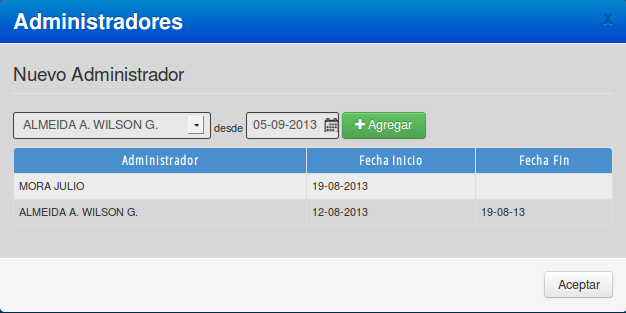 Administradores x
Nuevo Administrador
ALMEIDA A. WILSON G. desde 05-09-2013 Agregar
Administrador Fecha Inicio Fecha Fin
MORA JULIO 19-08-2013
ALMEIDA A. WILSON G. 12-08-2013 19-08-13
Aceptar